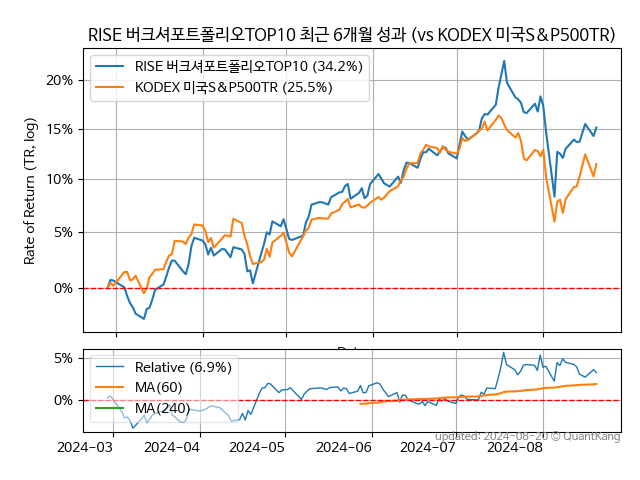 RISE 버크셔포트폴리오TOP10 최근 6개월 성과 (vs KODEX 미국S&P500TR)
RISE 버크셔포트폴리오TOP10 (34.2%)
KODEX 미국S&P500TR (25.5%)
Rate of Return (TR, log)
20%
15%
10%
5%
0%
5%
0%
Relative (6.9%)
MA(60)
MA(240)
2024-03
2024-04
2024-05
2024-06
2024-07
2024-08
updated: 2024-08-20 © QuantKang